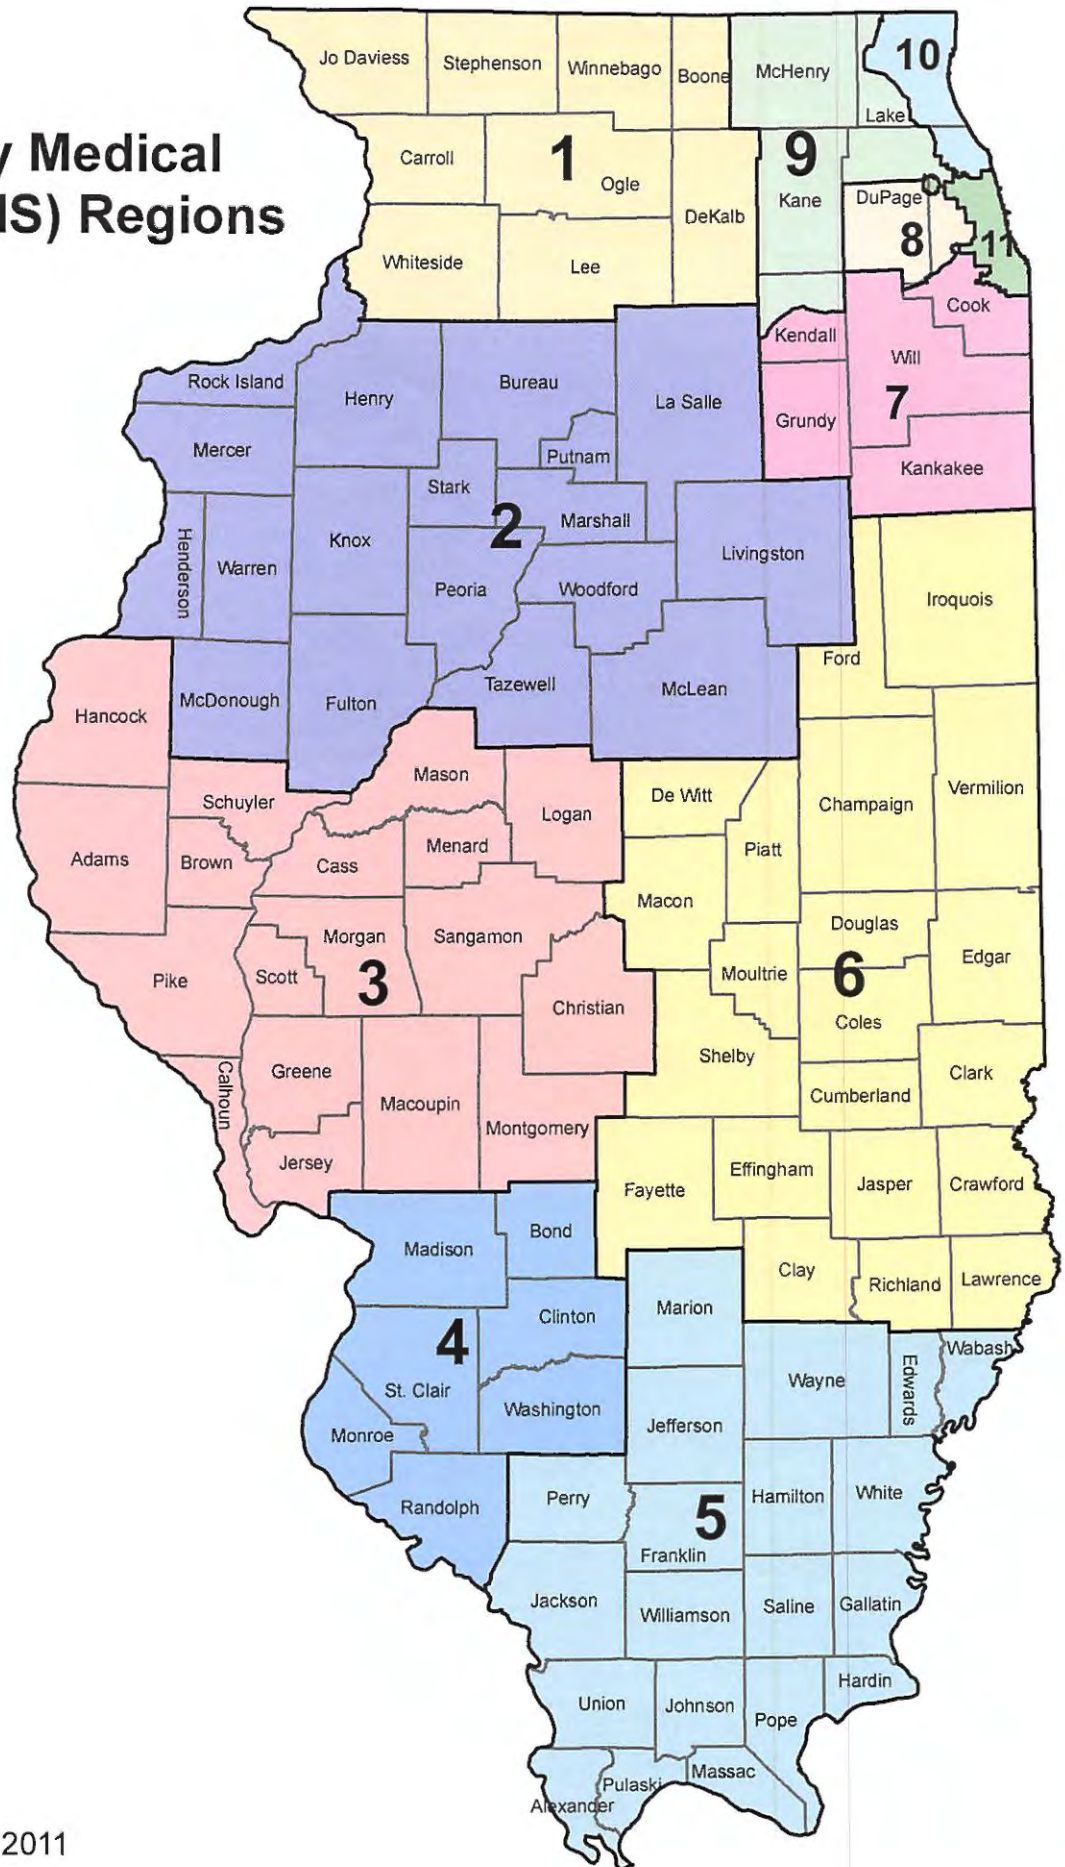 y Medical
IS) Regions
Jo Daviess
Stephenson
Winnebago
Boone
McHenry
10
Lake
Carroll
1
Ogle
DeKalb
9
Kane
DuPage
8
11
Whiteside
Lee
Cook
Kendall
Will
7
Grundy
Kankakee
Rock Island
Henry
Bureau
La Salle
Mercer
Putnam
Stark
2
Marshall
Henderson
Warren
Knox
Peoria
Woodford
Livingston
Iroquois
Ford
McDonough
Fulton
Tazewell
McLean
Hancock
Mason
Logan
De Witt
Champaign
Vermilion
Schuyler
Adams
Brown
Cass
Menard
Piatt
Macon
Douglas
Morgan
Sangamon
Edgar
Pike
Scott
3
Christian
Moultrie
6
Coles
Shelby
Calhoun
Greene
Macoupin
Clark
Cumberland
Montgomery
Jersey
Effingham
Fayette
Jasper
Crawford
Bond
Madison
Clay
Richland
Lawrence
Marion
Clinton
4
Wabash
Wayne
Edwards
St. Clair
Washington
Jefferson
Monroe
Randolph
Perry
5
Hamilton
White
Franklin
Jackson
Williamson
Saline
Gallatin
Hardin
Union
Johnson
Pope
Massac
Pulaski
Alexander
2011